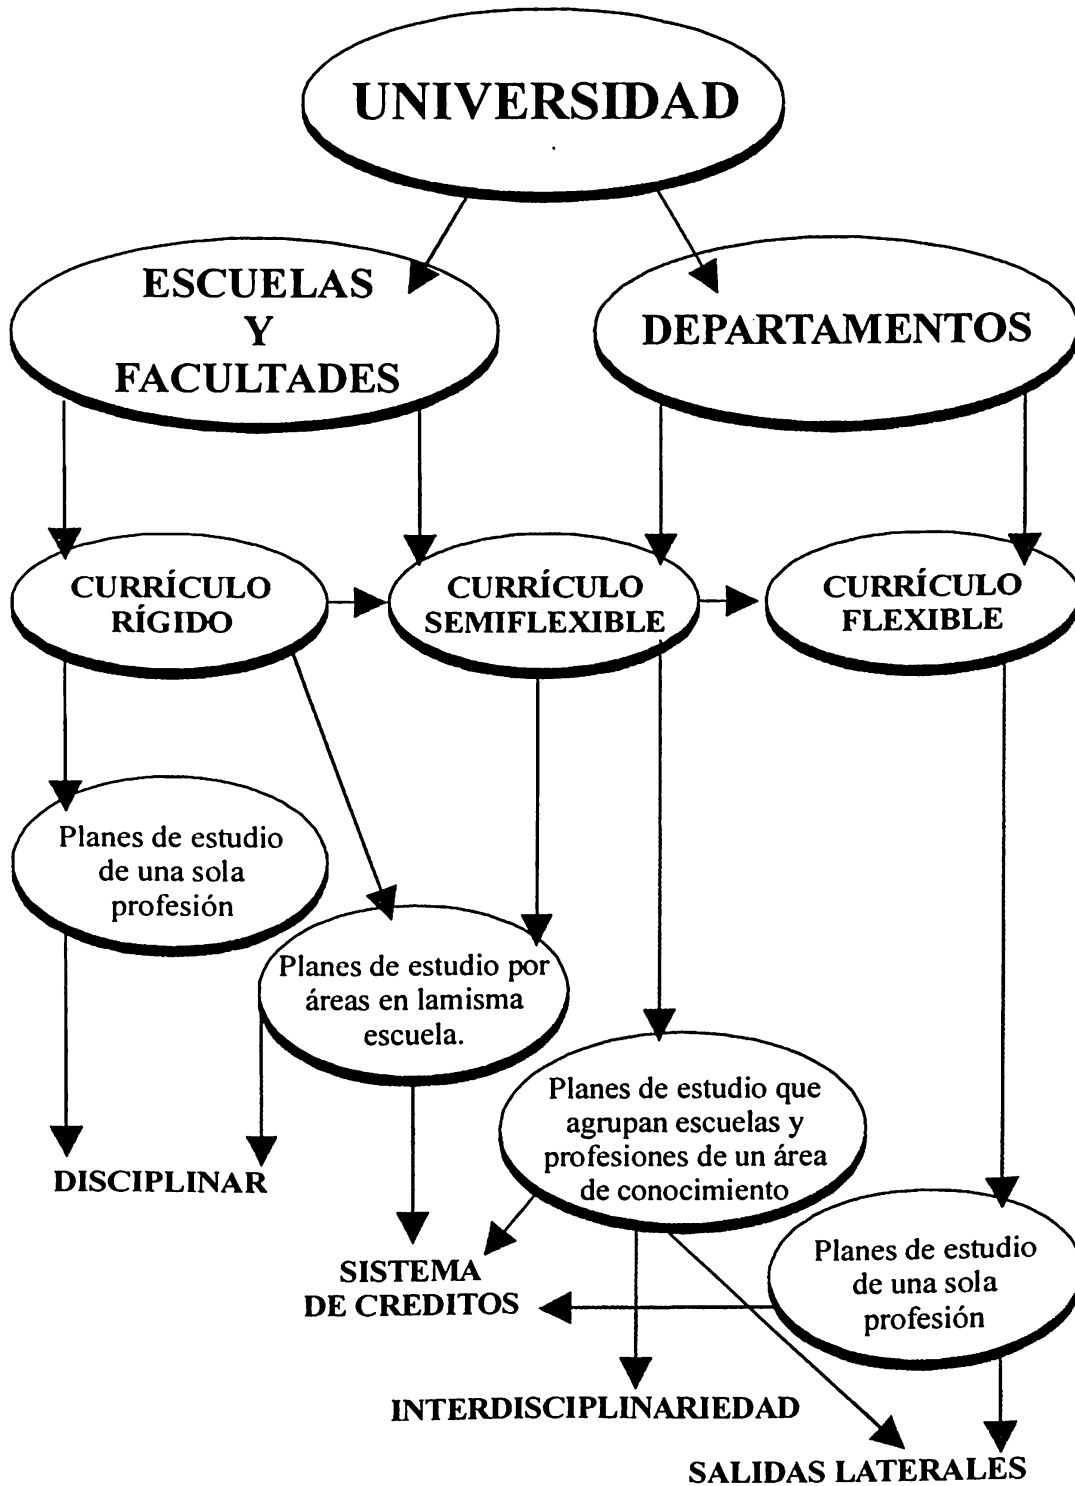 UNIVERSIDAD
ESCUELAS
Y
FACULTADES
DEPARTAMENTOS
CURRÍCULO
RÍGIDO
CURRÍCULO
SEMIFLEXIBLE
CURRÍCULO
FLEXIBLE
Planes de estudio
de una sola
profesión
Planes de estudio por
áreas en lamisma
escuela.
Planes de estudio que
agrupan escuelas y
profesiones de un área
de conocimiento
DISCIPLINAR
Planes de estudio
de una sola
profesión
SISTEMA
DE CREDITOS
INTERDISCIPLINARIEDAD
SALIDAS LATERALES